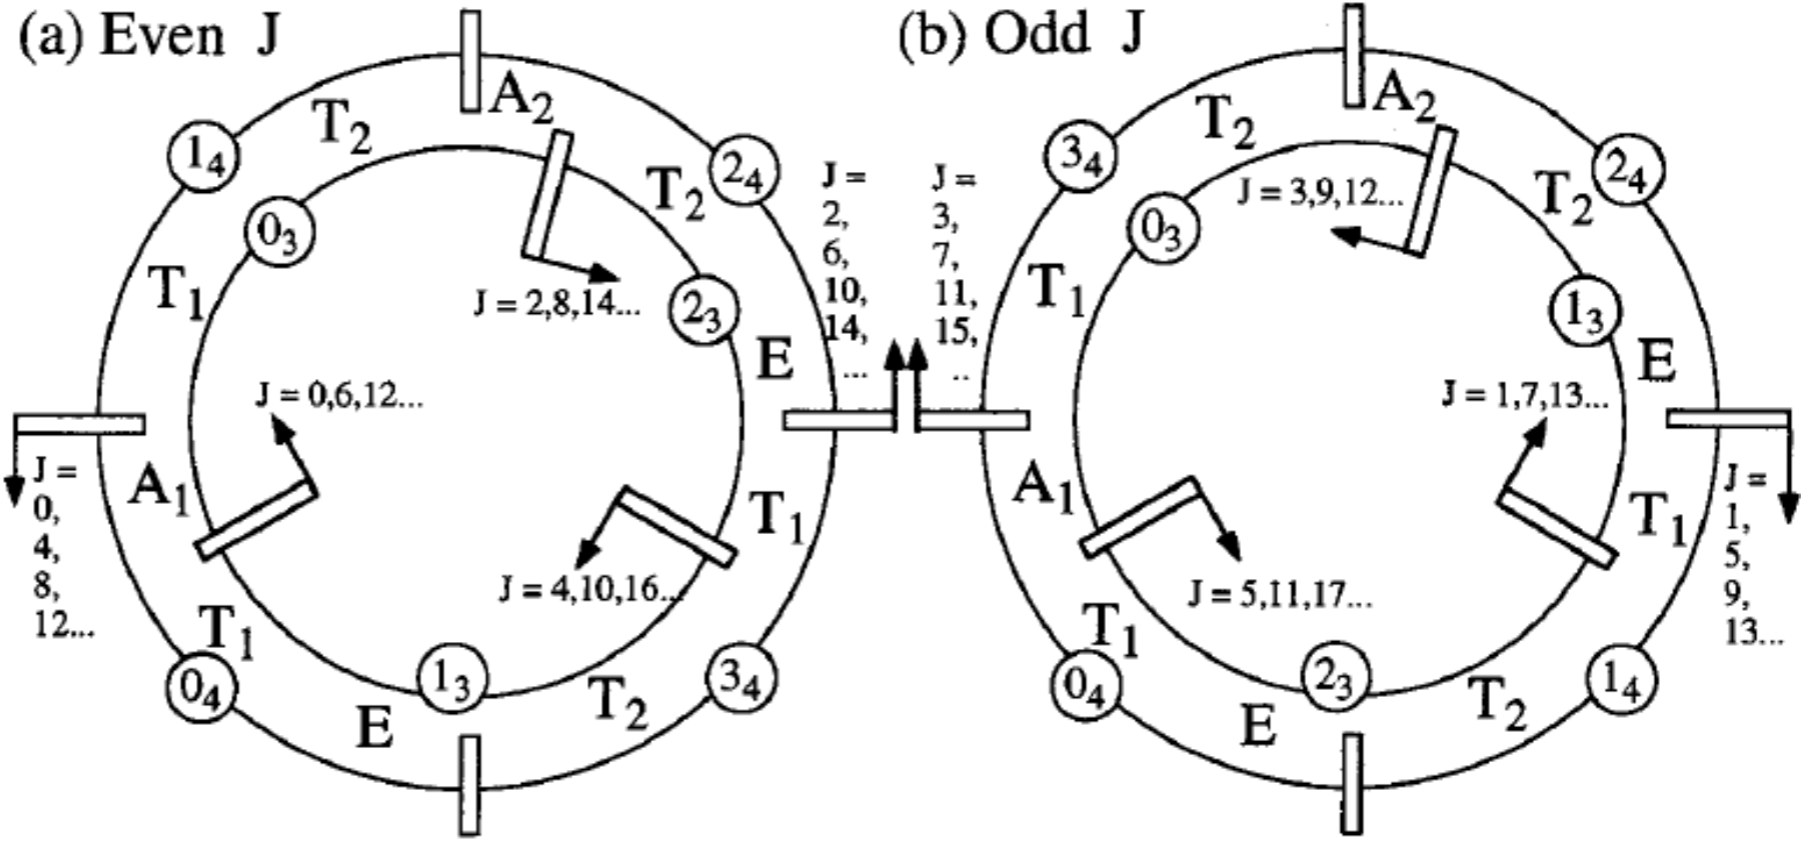 (a) Even J
A2
T2
14
24
T2
03
T1
J = 2,8,14...
23
E
J = 0,6,12...
J =
0,
4,
8,
12...
A1
T1
J = 4,10,16...
T1
04
13
34
E
T2
J =
2,
6,
10,
14,
...
(b) Odd J
J =
3,
7,
11,
15,
..
A2
T2
34
24
J = 3,9,12...
T2
03
T1
13
E
J = 1,7,13...
A1
T1
J = 5,11,17...
T1
J =
1,
5,
9,
13...
04
23
14
E
T2